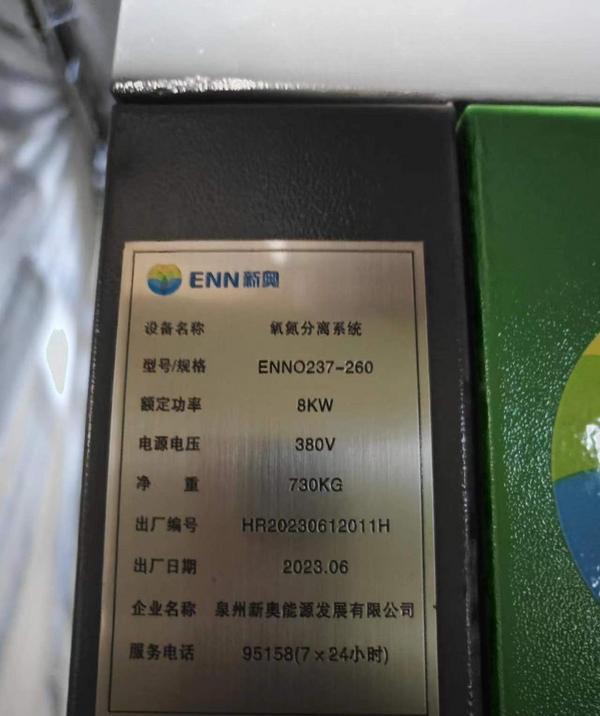 ENN新奥
设备名称 氧氮分离系统
型号/规格 ENNO237-260
额定功率 8KW
电源电压 380V
净 重 730KG
出厂编号 HR20230612011H
出厂日期 2023.06
企业名称 泉州新奥能源发展有限公司
服务电话 95158(7×24小时)